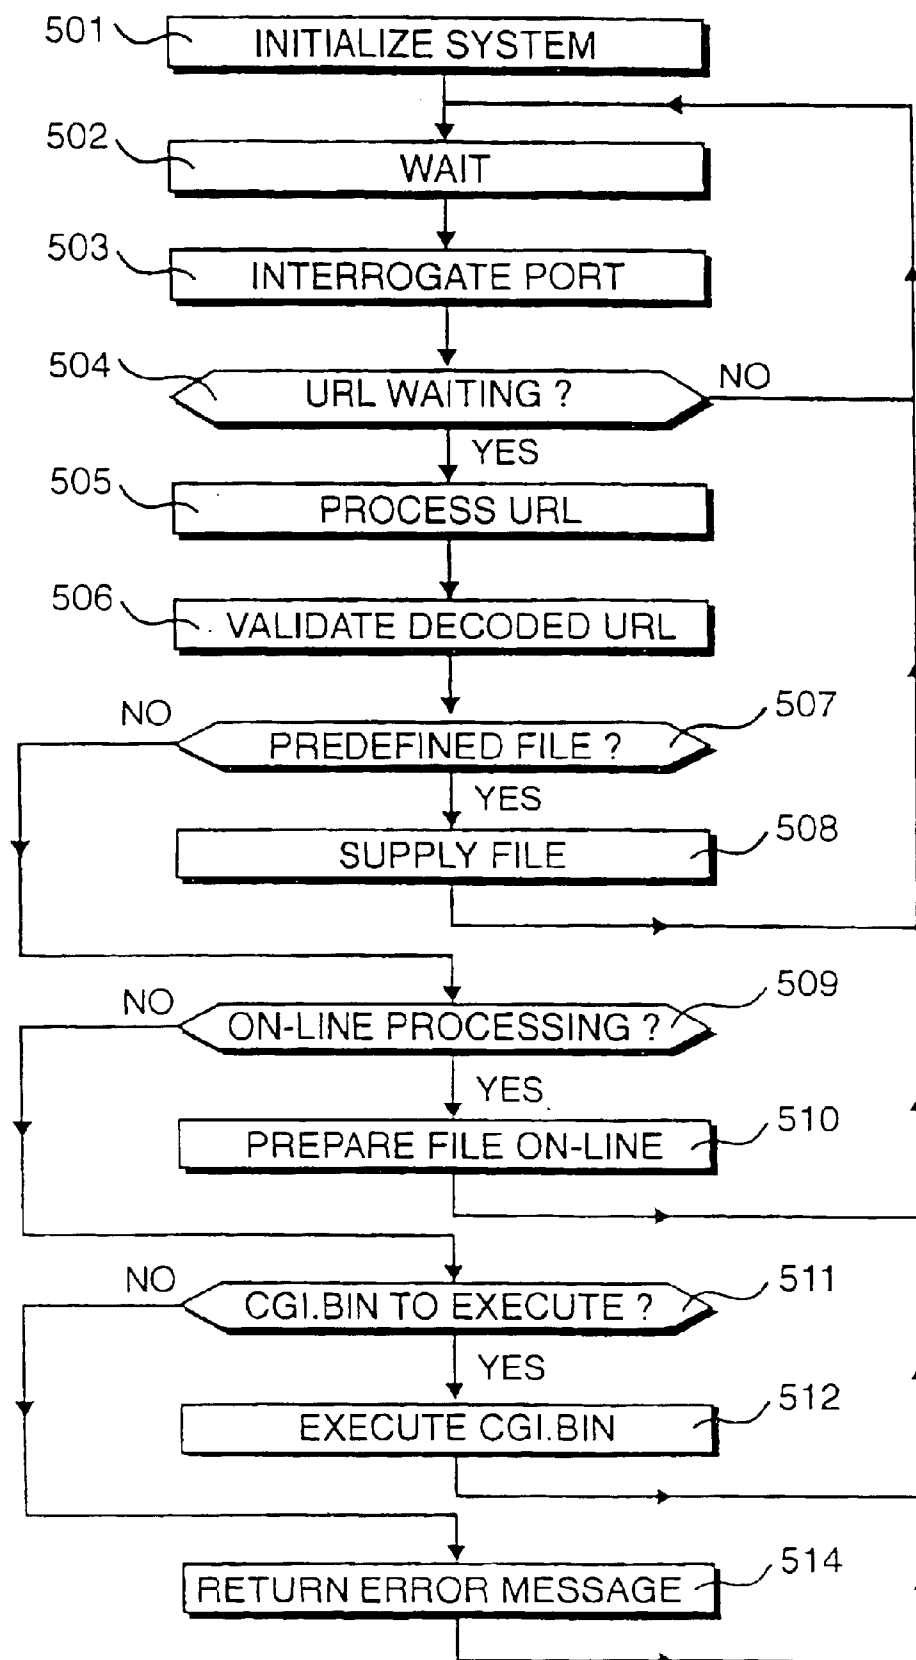 501
INITIALIZE SYSTEM
502
WAIT
503
INTERROGATE PORT
504
URL WAITING ?
NO
YES
505
PROCESS URL
506
VALIDATE DECODED URL
NO
507
PREDEFINED FILE ?
YES
508
SUPPLY FILE
NO
509
ON-LINE PROCESSING ?
YES
510
PREPARE FILE ON-LINE
NO
511
CGI.BIN TO EXECUTE ?
YES
512
EXECUTE CGI.BIN
514
RETURN ERROR MESSAGE